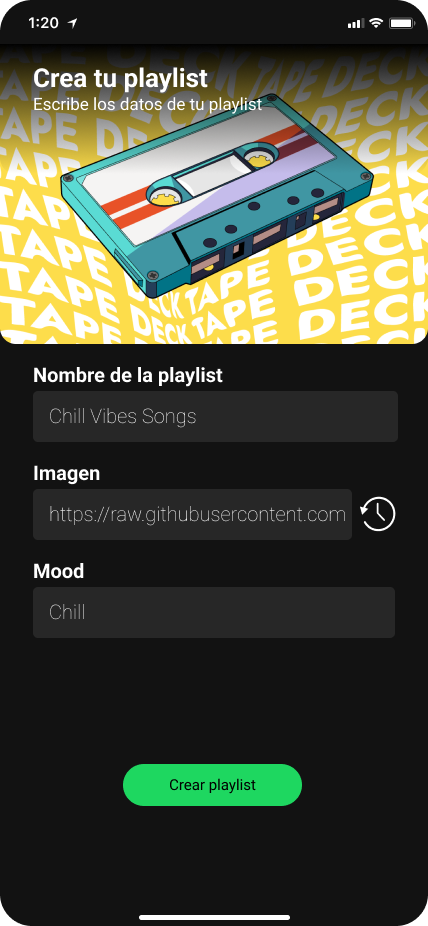 1:20
Crea tu playlist
Escribe los datos de tu playlist
TAPE DECK TAPE DECK
TAPE DECK
TAPE DECK
TAPE DECK
TAPE DECK TAPE DECK
Nombre de la playlist
Chill Vibes Songs
Imagen
https://raw.githubusercontent.com
Mood
Chill
Crear playlist